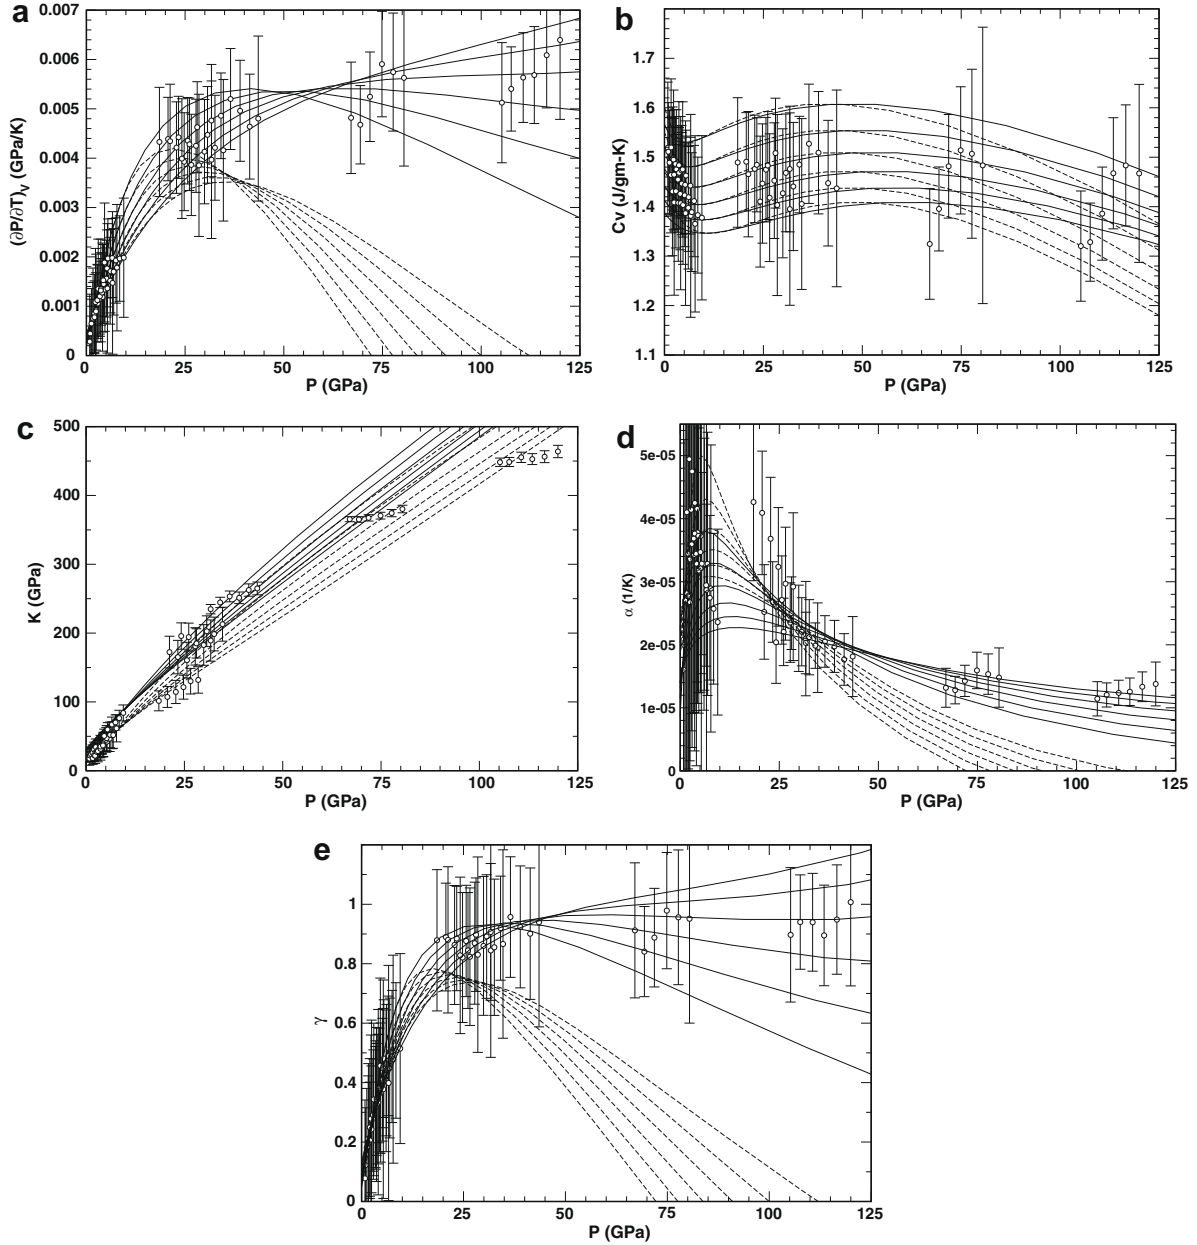 a
0.007
0.006
0.005
0.004
0.003
0.002
0.001
0
(∂P/∂T)V (GPa/K)
0 25 50 75 100 125
P (GPa)
b
1.7
1.6
1.5
1.4
1.3
1.2
1.1
Cv (J/gm-K)
0 25 50 75 100 125
P (GPa)
c
500
400
300
200
100
0
K (GPa)
0 25 50 75 100 125
P (GPa)
d
5e-05
4e-05
3e-05
2e-05
1e-05
0
α (1/K)
0 25 50 75 100 125
P (GPa)
e
1
0.8
0.6
0.4
0.2
0
γ
0 25 50 75 100 125
P (GPa)